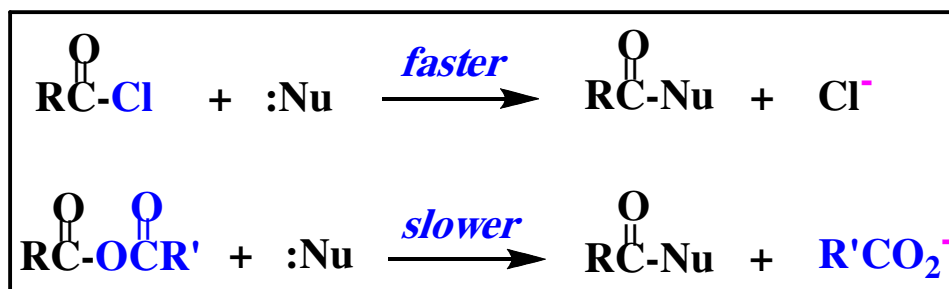 O
RC-Cl + :Nu faster RC-Nu + Cl-
O O O
RC-OCR' + :Nu slower RC-Nu + R'CO2-